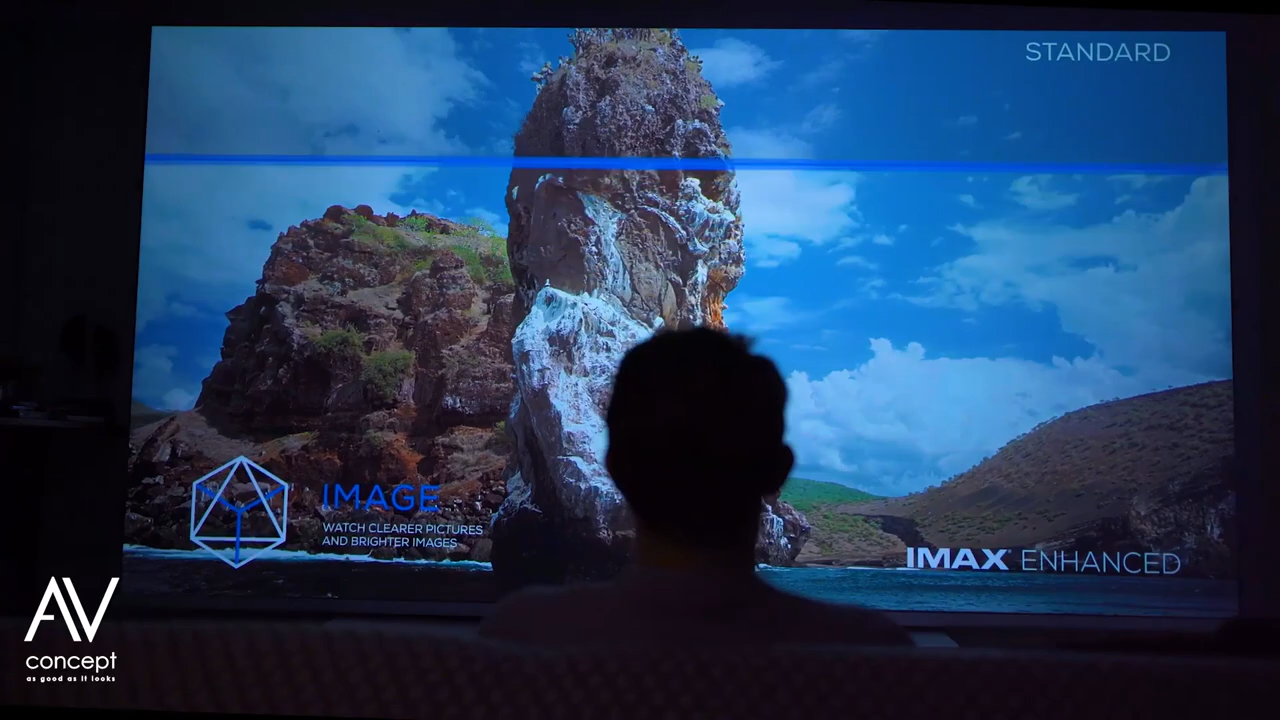 STANDARD
IMAGE
WATCH CLEARER PICTURES
AND BRIGHTER IMAGES
IMAX® ENHANCED
AV
concept
as good as it looks